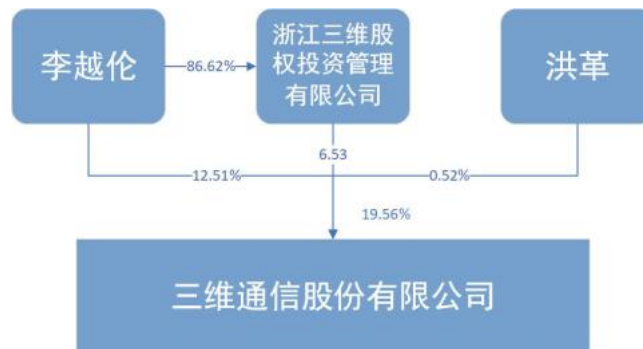 李越伦
86.62%
浙江三维股
权投资管理
有限公司
洪革
6.53
12.51%
0.52%
19.56%
三维通信股份有限公司